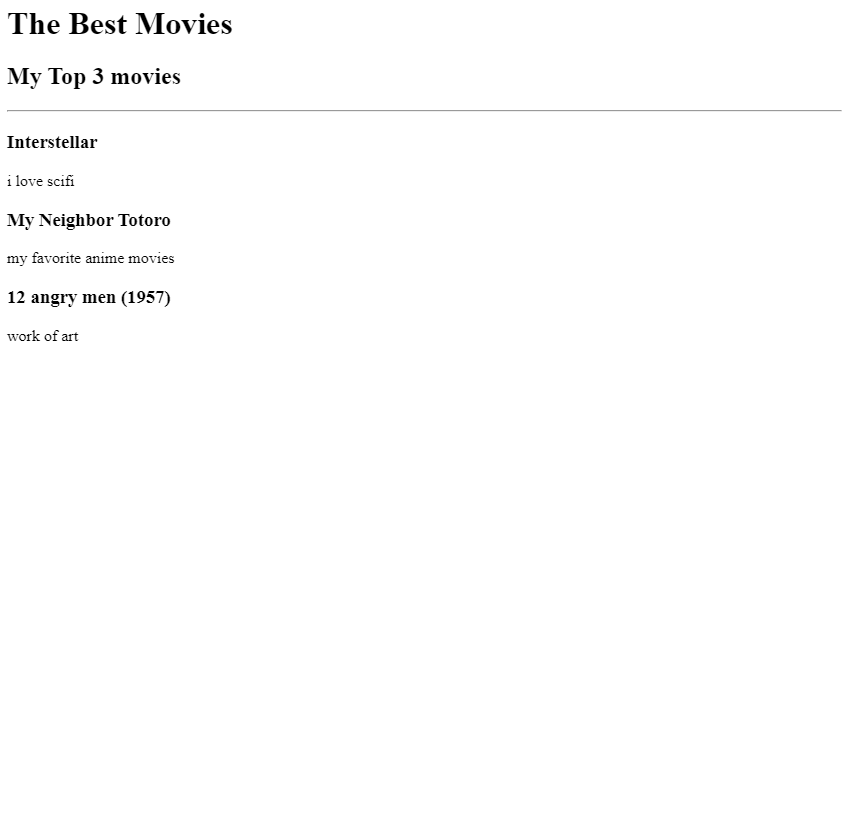 The Best Movies
My Top 3 movies
Interstellar
i love scifi
My Neighbor Totoro
my favorite anime movies
12 angry men (1957)
work of art